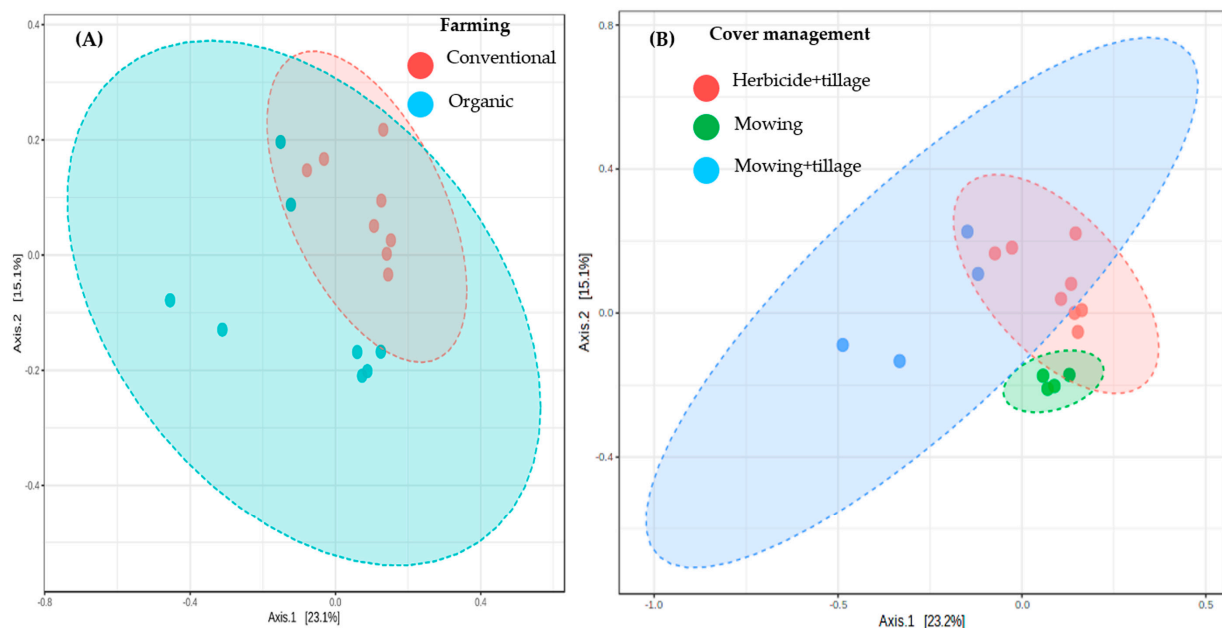 (A)
Farming
Conventional
Organic
0.4
0.2
0.0
-0.2
-0.4
Axis.2 [15.1%]
-0.8
-0.4
0.0
0.4
Axis.1 [23.1%]
(B)
Cover management
Herbicide+tillage
Mowing
Mowing+tillage
0.8
0.4
0.0
-0.4
Axis.2 [15.1%]
-1.0
-0.5
0.0
0.5
Axis.1 [23.2%]